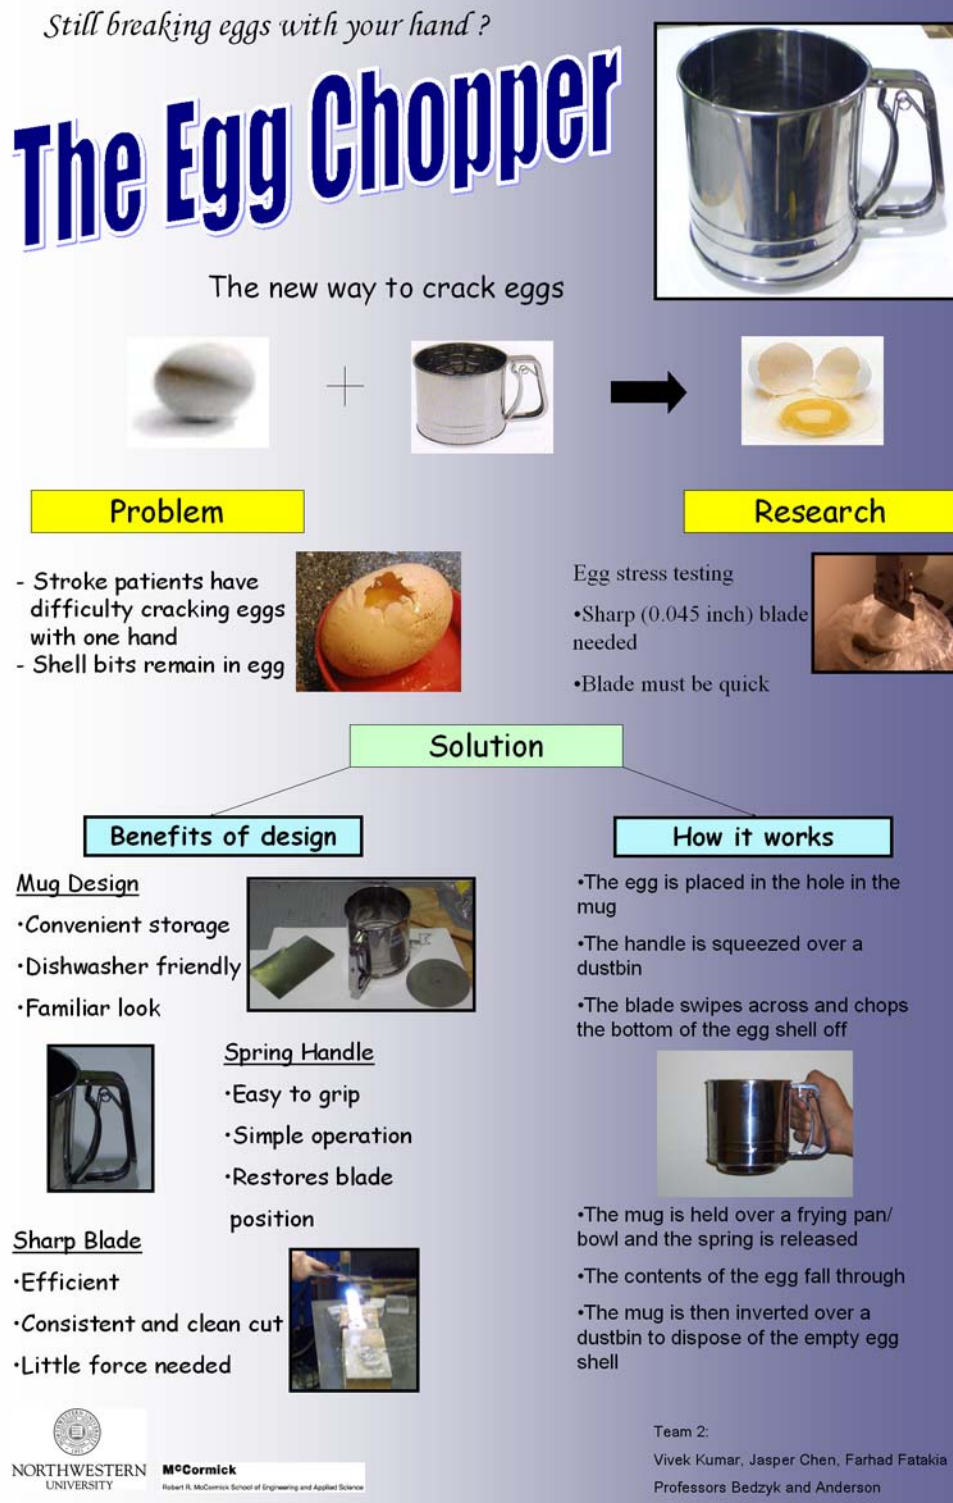 Still breaking eggs with your hand ?
The Egg Chopper
The new way to crack eggs
Problem
- Stroke patients have
difficulty cracking eggs
with one hand
- Shell bits remain in egg
Research
Egg stress testing
•Sharp (0.045 inch) blade
needed
•Blade must be quick
Solution
Benefits of design
Mug Design
•Convenient storage
•Dishwasher friendly
•Familiar look
Spring Handle
•Easy to grip
•Simple operation
•Restores blade
position
Sharp Blade
•Efficient
•Consistent and clean cut
•Little force needed
How it works
•The egg is placed in the hole in the
mug
•The handle is squeezed over a
dustbin
•The blade swipes across and chops
the bottom of the egg shell off
•The mug is held over a frying pan/
bowl and the spring is released
•The contents of the egg fall through
•The mug is then inverted over a
dustbin to dispose of the empty egg
shell
NORTHWESTERN
UNIVERSITY
McCormick
Robert R. McCormick School of Engineering and Applied Science
Team 2:
Vivek Kumar, Jasper Chen, Farhad Fatakia
Professors Bedzyk and Anderson